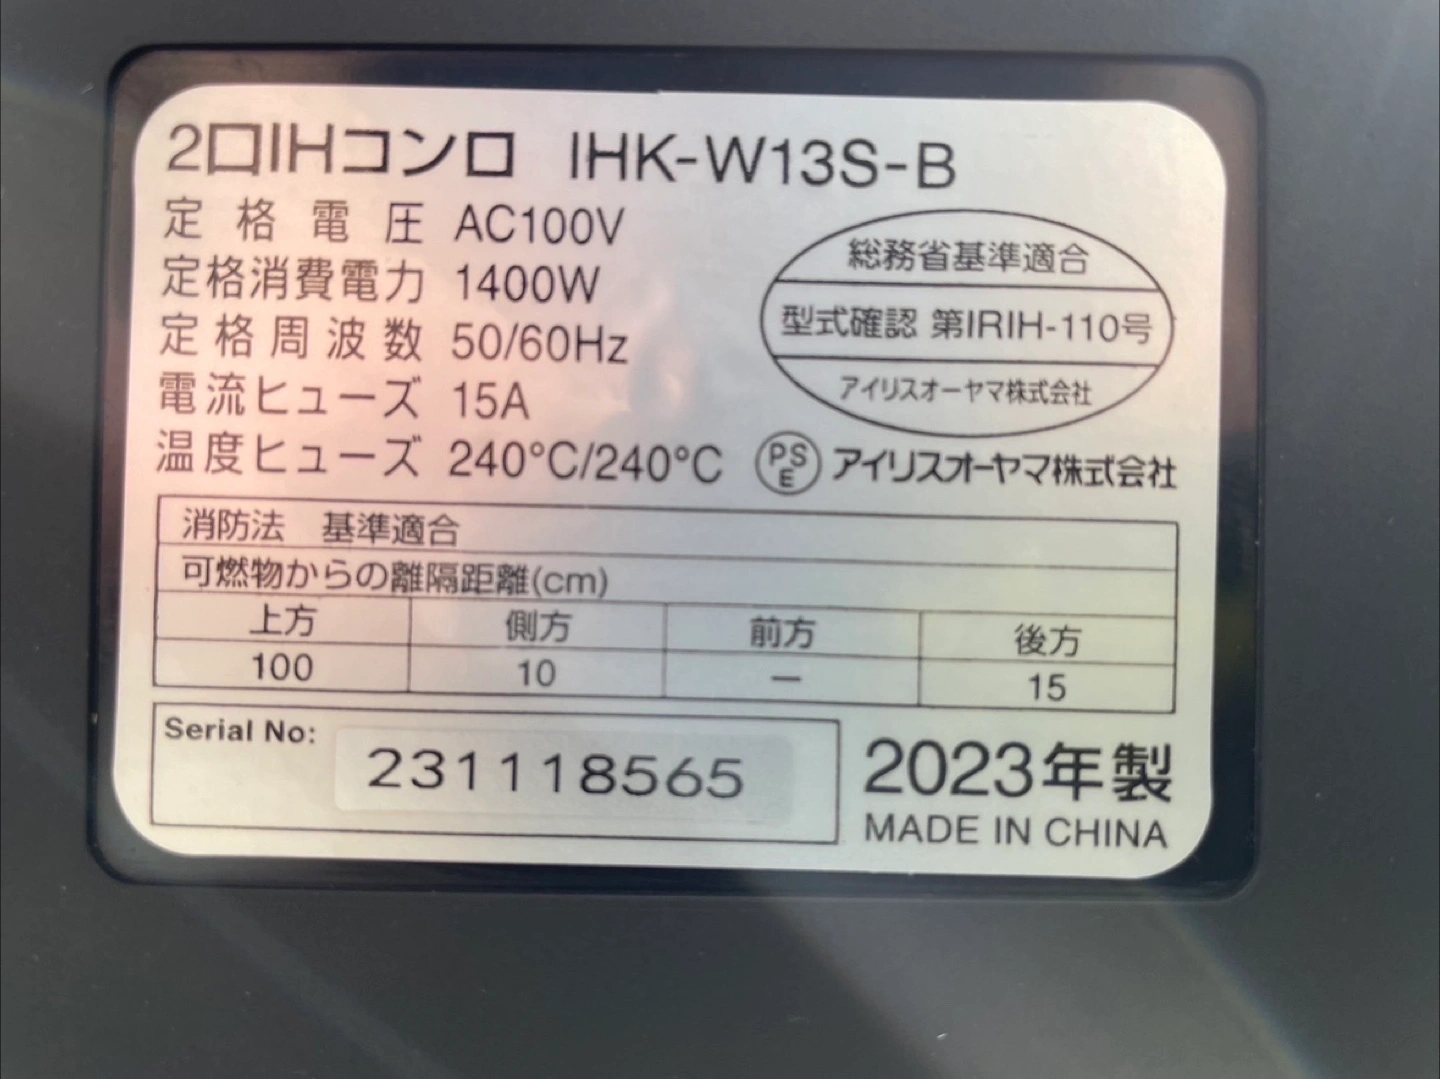 2口IHコンロ IHK-W13S-B
定格電圧 AC100V
定格消費電力 1400W
定格周波数 50/60Hz
電流ヒューズ 15A
温度ヒューズ 240°C/240°C
総務省基準適合
型式確認 第IRIH-110号
アイリスオーヤマ株式会社
PSE アイリスオーヤマ株式会社
消防法 基準適合
可燃物からの離隔距離(cm)
上方 側方 前方 後方
100 10 ー 15
Serial No: 231118565
2023年製
MADE IN CHINA